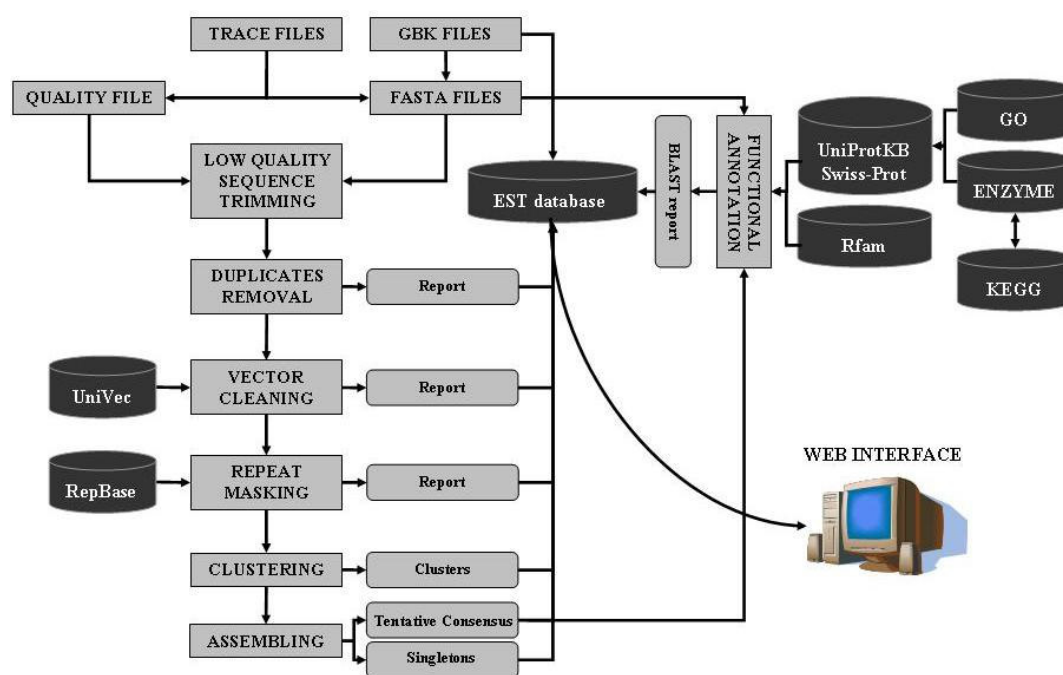 TRACE FILES
GBK FILES
QUALITY FILE
FASTA FILES
LOW QUALITY
SEQUENCE
TRIMMING
DUPLICATES
REMOVAL
Report
UniVec
VECTOR
CLEANING
Report
RepBase
REPEAT
MASKING
Report
CLUSTERING
Clusters
ASSEMBLING
Tentative Consensus
Singletons
EST database
BLAST report
FUNCTIONAL
ANNOTATION
UniProtKB
Swiss-Prot
Rfam
GO
ENZYME
KEGG
WEB INTERFACE